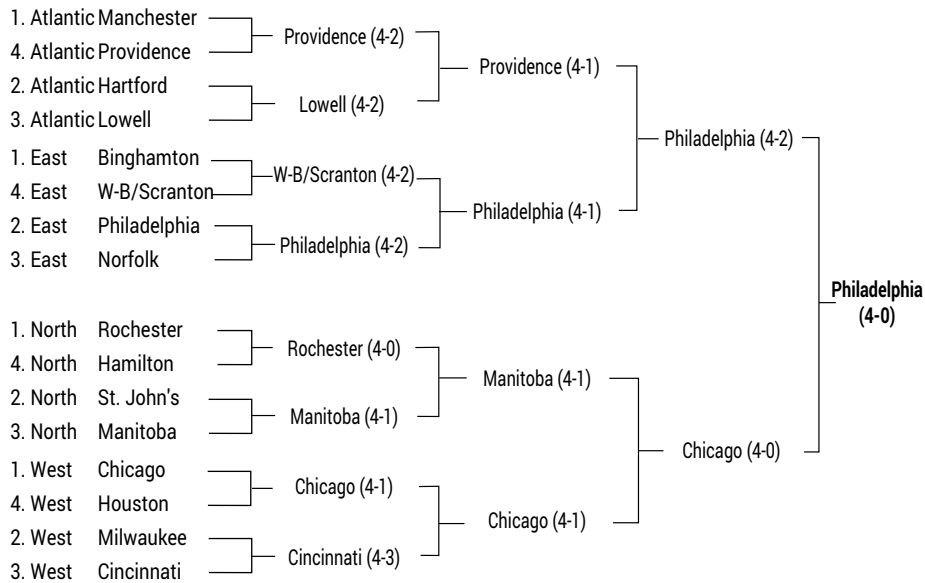 1. Atlantic Manchester
4. Atlantic Providence
2. Atlantic Hartford
3. Atlantic Lowell
1. East Binghamton
4. East W-B/Scranton
2. East Philadelphia
3. East Norfolk
1. North Rochester
4. North Hamilton
2. North St. John's
3. North Manitoba
1. West Chicago
4. West Houston
2. West Milwaukee
3. West Cincinnati
Providence (4-2)
Lowell (4-2)
W-B/Scranton (4-2)
Philadelphia (4-2)
Rochester (4-0)
Manitoba (4-1)
Chicago (4-1)
Cincinnati (4-3)
Providence (4-1)
Philadelphia (4-1)
Manitoba (4-1)
Chicago (4-1)
Philadelphia (4-2)
Chicago (4-0)
Philadelphia
(4-0)